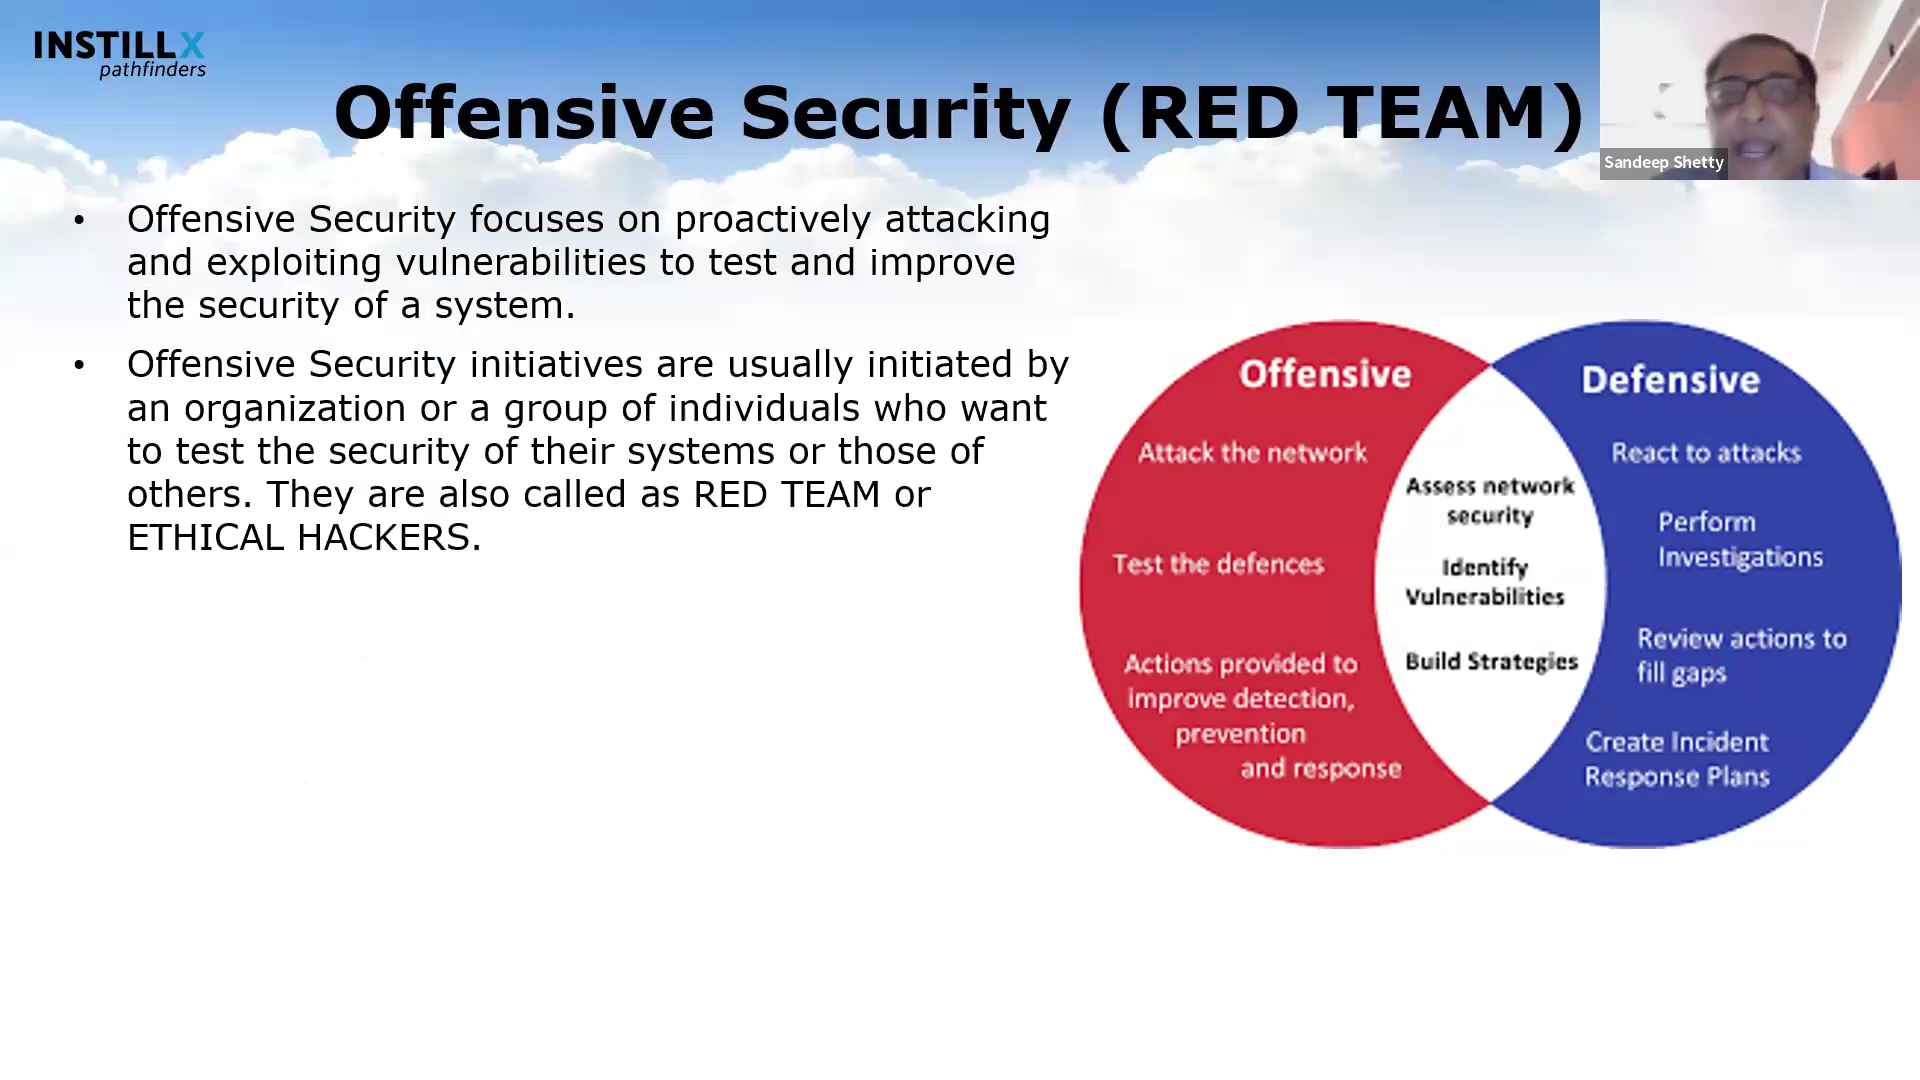 INSTILLX
pathfinders
Offensive Security (RED TEAM)
Sandeep Shetty
• Offensive Security focuses on proactively attacking
and exploiting vulnerabilities to test and improve
the security of a system.
• Offensive Security initiatives are usually initiated by
an organization or a group of individuals who want
to test the security of their systems or those of
others. They are also called as RED TEAM or
ETHICAL HACKERS.
Offensive
Attack the network
Test the defences
Actions provided to
improve detection,
prevention
and response
Assess network
security
Identify
Vulnerabilities
Build Strategies
Defensive
React to attacks
Perform
Investigations
Review actions to
fill gaps
Create Incident
Response Plans